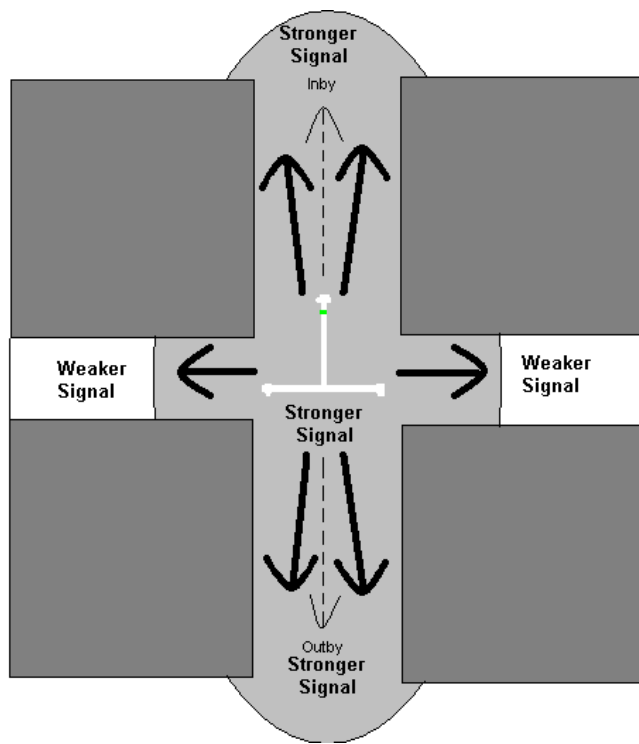 Stronger
Signal
Inby
Weaker
Signal
Weaker
Signal
Stronger
Signal
Outby
Stronger
Signal